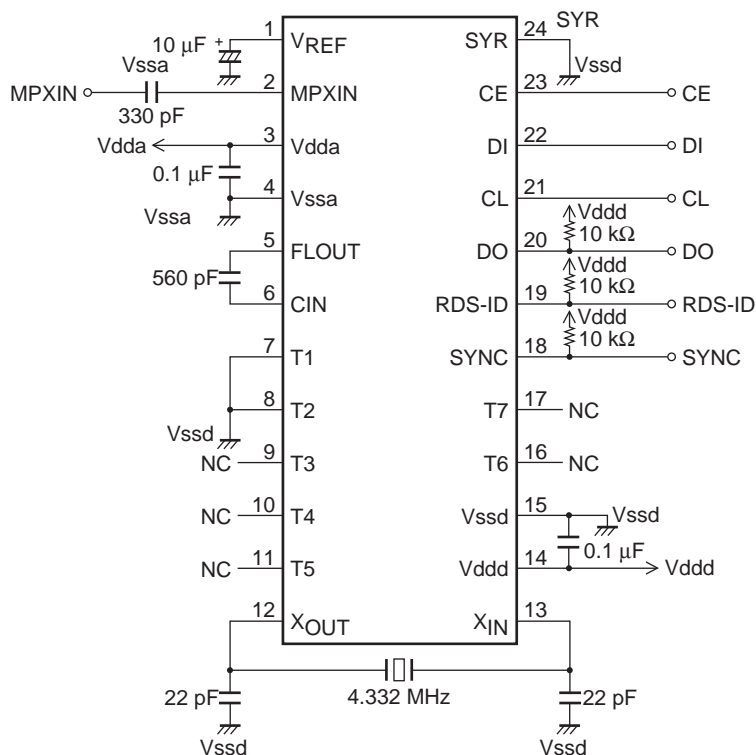 1
VREF
SYR
24
SYR
10 µF
+
Vssa
Vssd
MPXIN
2
MPXIN
CE
23
CE
330 pF
Vdda
3
Vdda
DI
22
DI
0.1 µF
4
Vssa
CL
21
CL
Vssa
Vddd
10 kΩ
5
FLOUT
DO
20
DO
560 pF
Vddd
10 kΩ
6
CIN
RDS-ID
19
RDS-ID
Vddd
10 kΩ
7
T1
SYNC
18
SYNC
8
T2
T7
17
NC
Vssd
NC
9
T3
T6
16
NC
NC
10
T4
Vssd
15
Vssd
0.1 µF
NC
11
T5
Vddd
14
Vddd
12
XOUT
XIN
13
22 pF
4.332 MHz
22 pF
Vssd
Vssd